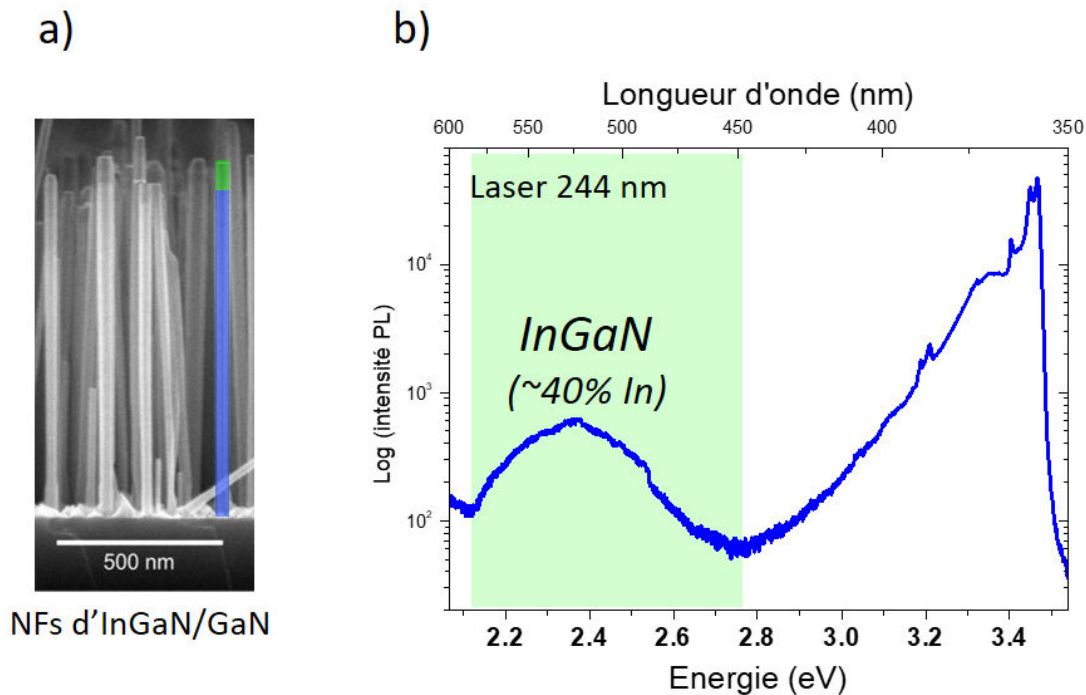 a)
500 nm
NFs d'InGaN/GaN
b)
Longueur d'onde (nm)
600 550 500 450 400 350
Laser 244 nm
InGaN
(~40% In)
Log (intensité PL)
10⁴
10³
10²
2.2 2.4 2.6 2.8 3.0 3.2 3.4
Energie (eV)